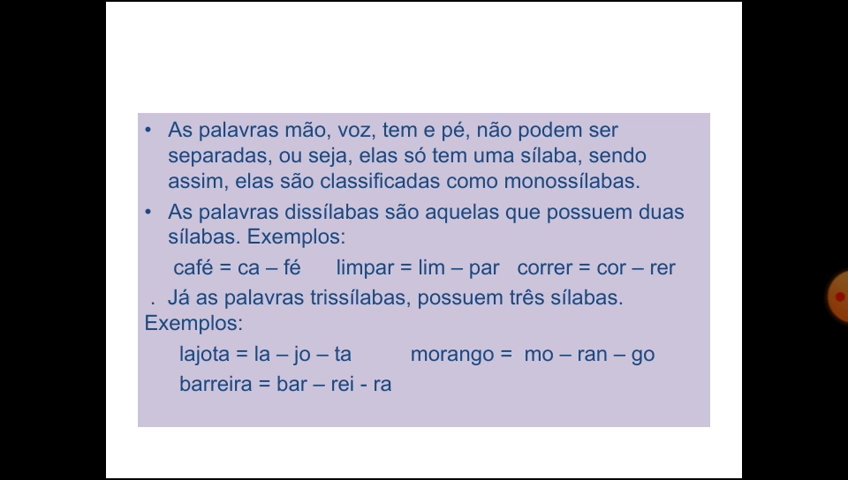 • As palavras mão, voz, tem e pé, não podem ser
separadas, ou seja, elas só tem uma sílaba, sendo
assim, elas são classificadas como monossílabas.
• As palavras dissílabas são aquelas que possuem duas
sílabas. Exemplos:
café = ca – fé limpar = lim – par correr = cor – rer
. Já as palavras trissílabas, possuem três sílabas.
Exemplos:
lajota = la – jo – ta morango = mo – ran – go
barreira = bar – rei - ra